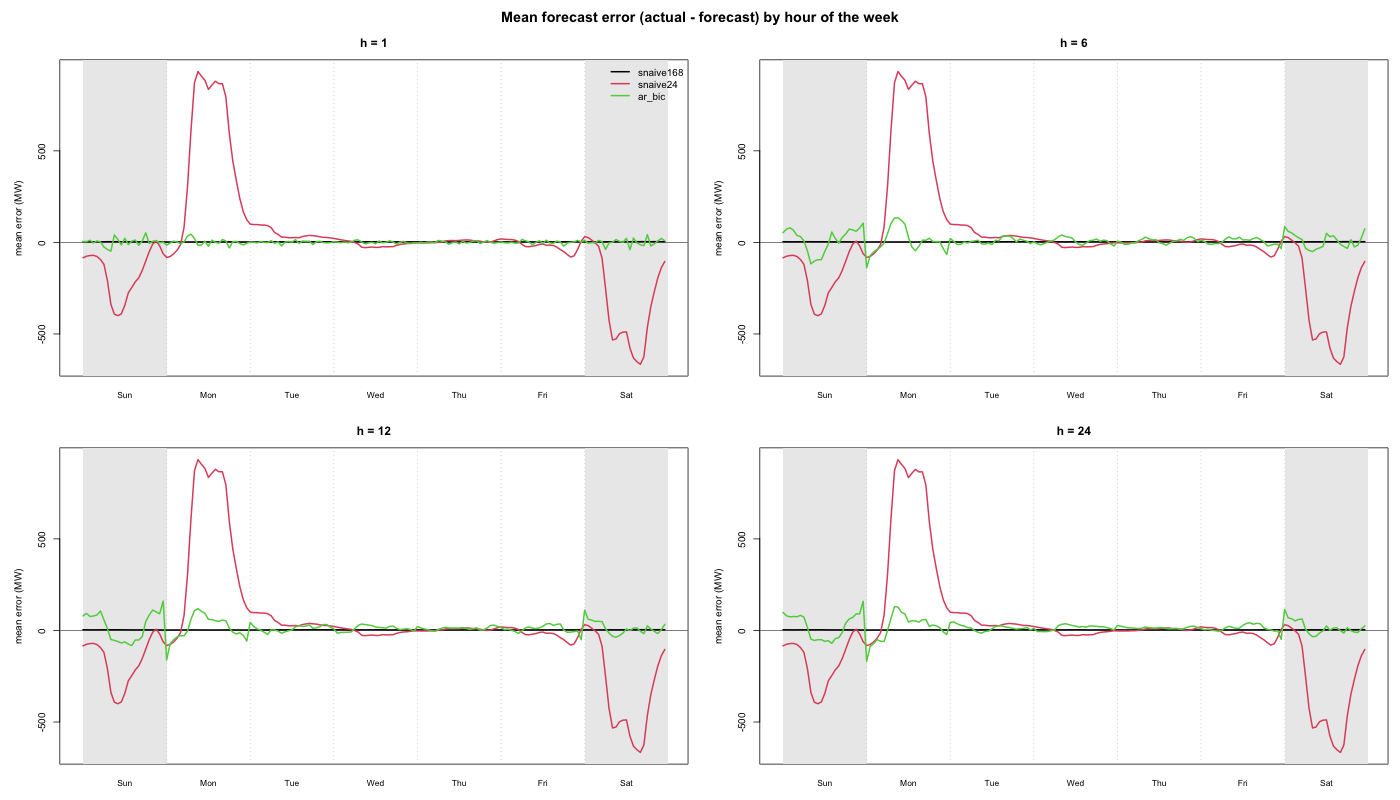 Mean forecast error (actual - forecast) by hour of the week
h = 1
mean error (MW)
500
0
-500
snaive168
snaive24
ar_bic
Sun Mon Tue Wed Thu Fri Sat
h = 6
mean error (MW)
500
0
-500
Sun Mon Tue Wed Thu Fri Sat
h = 12
mean error (MW)
500
0
-500
Sun Mon Tue Wed Thu Fri Sat
h = 24
mean error (MW)
500
0
-500
Sun Mon Tue Wed Thu Fri Sat